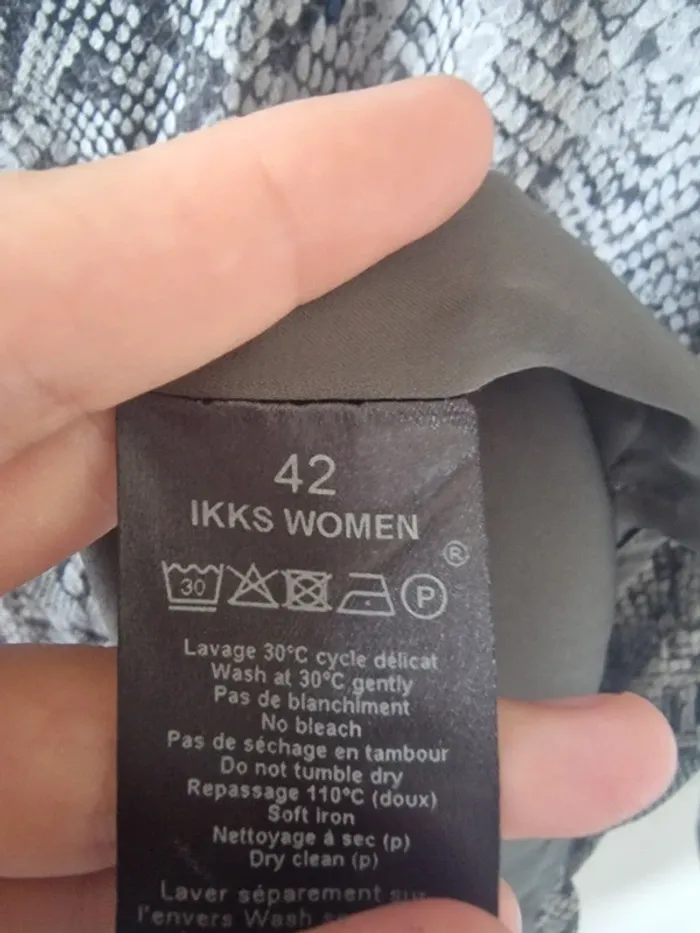 42
IKKS WOMEN
®
30 P
Lavage 30°C cycle délicat
Wash at 30°C gently
Pas de blanchiment
No bleach
Pas de séchage en tambour
Do not tumble dry
Repassage 110°C (doux)
Soft iron
Nettoyage à sec (p)
Dry clean (p)
Laver séparement sur
l'envers Wash